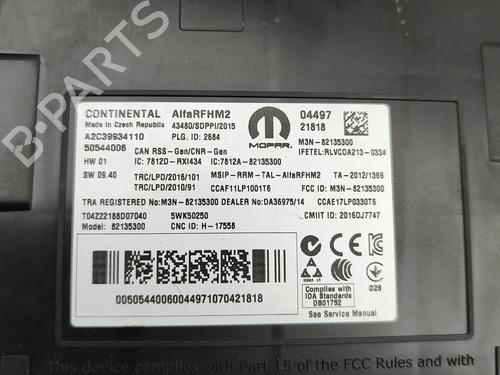 CONTINENTAL AlfaRFHM2 04497
Made in Czech Republic 43480/SDPPI/2015 21818
A2C39934110 PLG. ID: 2684 MOPAR. M3N-82135300
50544006 CAN RSS-Gen/CNR-Gen IFETEL:RLVCOA213-0334
HW 01 IC: 7812D-RXI434 IC:7812A-82135300
SW 09.40 TRC/LPD/2016/101 MSIP-RRM-TAL-AlfaRFHM2 TA-2012/1369
TRC/LPD/2010/91 CCAF11LP1001T6 FCC ID: M3N-82135300
TRA REGISTERED No:M3N-82135300 DEALER No:DA36975/14 CCAE17LP0330T6
T04Z22188D07040 5WK50250 CMIIT ID: 2016DJ7747
Model: 82135300 CNC ID: H-17558
Complies with
IDA Standards
DB01752
028
00505440060044971070421818
See Service Manual
This device complies with Part 15 of the FCC Rules and with
B-PARTS